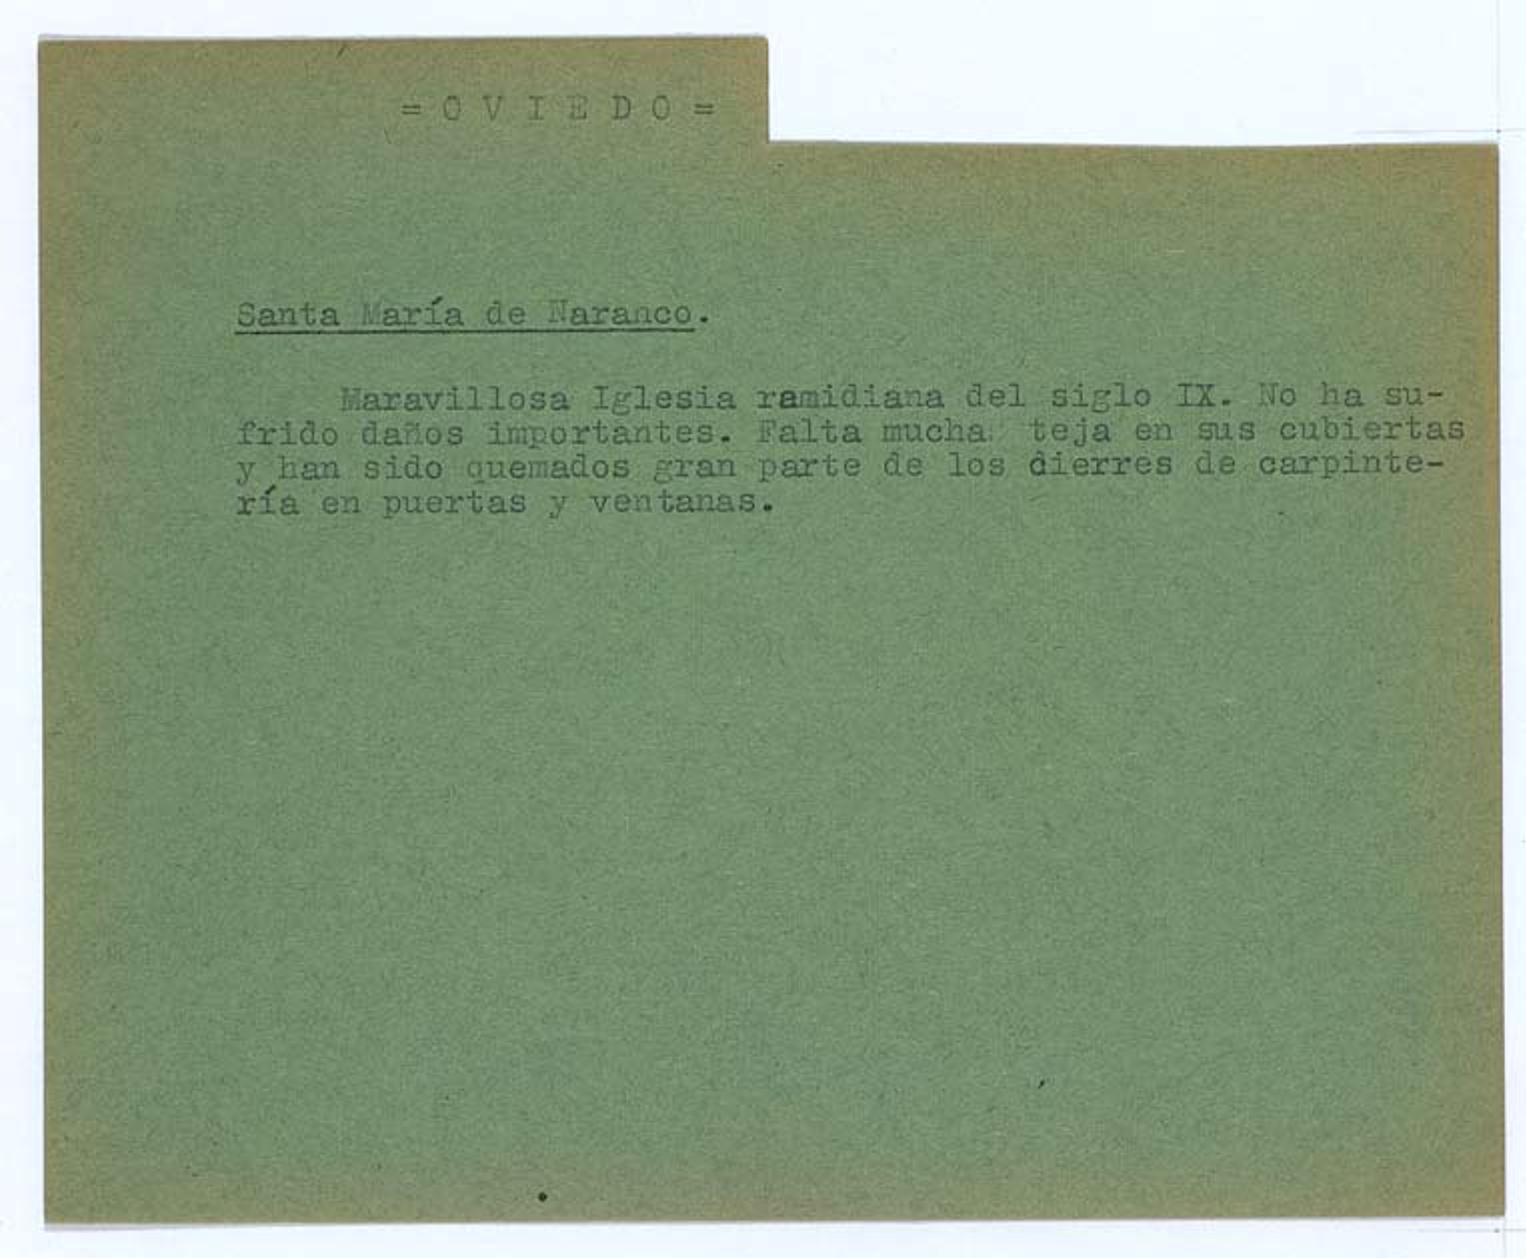 = O V I E D O =
Santa María de Naranco.
Maravillosa Iglesia ramidiana del siglo IX. No ha su-
frido daños importantes. Falta mucha teja en sus cubiertas
y han sido quemados gran parte de los dierres de carpinte-
ría en puertas y ventanas.